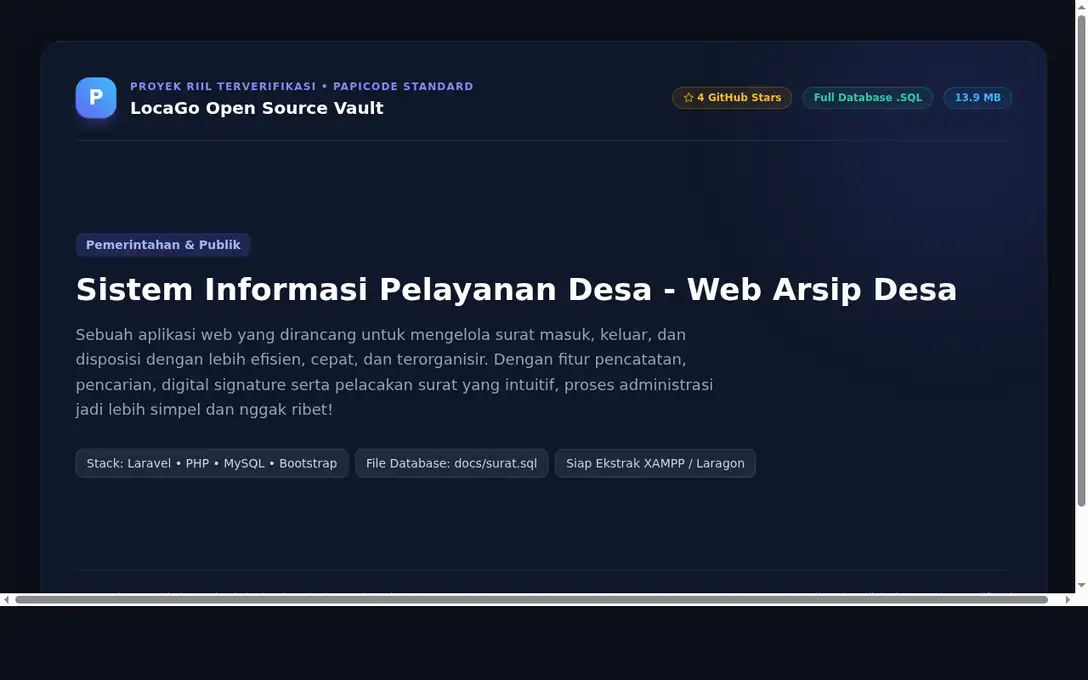 P
PROYEK RIIL TERVERIFIKASI • PAPICODE STANDARD
LocaGo Open Source Vault
☆ 4 GitHub Stars
Full Database .SQL
13.9 MB
Pemerintahan & Publik
Sistem Informasi Pelayanan Desa - Web Arsip Desa
Sebuah aplikasi web yang dirancang untuk mengelola surat masuk, keluar, dan
disposisi dengan lebih efisien, cepat, dan terorganisir. Dengan fitur pencatatan,
pencarian, digital signature serta pelacakan surat yang intuitif, proses administrasi
jadi lebih simpel dan nggak ribet!
Stack: Laravel • PHP • MySQL • Bootstrap
File Database: docs/surat.sql
Siap Ekstrak XAMPP / Laragon